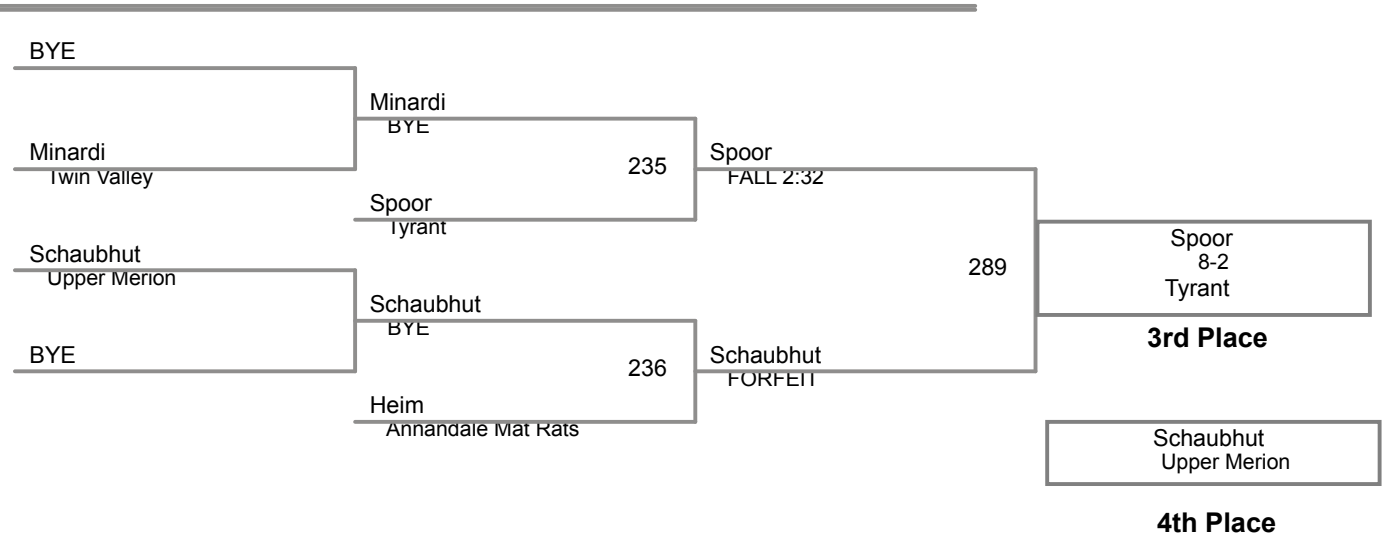 BYE
Minardi
BYE
Minardi
Twin Valley
235
Spoor
FALL 2:32
Spoor
Tyrant
Schaubhut
Upper Merion
289
Spoor
8-2
Tyrant
Schaubhut
BYE
3rd Place
BYE
236
Schaubhut
FORFEIT
Heim
Annandale Mat Rats
Schaubhut
Upper Merion
4th Place